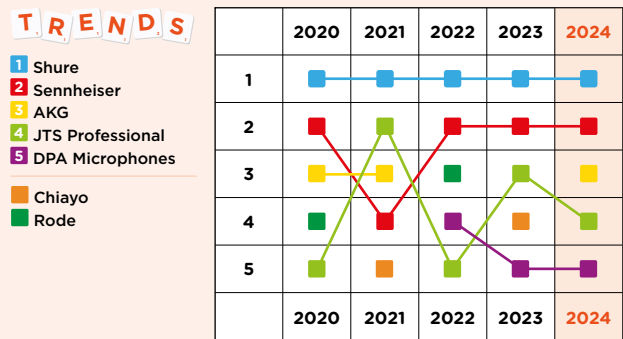 TRENDS
1 Shure
2 Sennheiser
3 AKG
4 JTS Professional
5 DPA Microphones
Chiayo
Rode
2020 2021 2022 2023 2024
1
2
3
4
5
2020 2021 2022 2023 2024